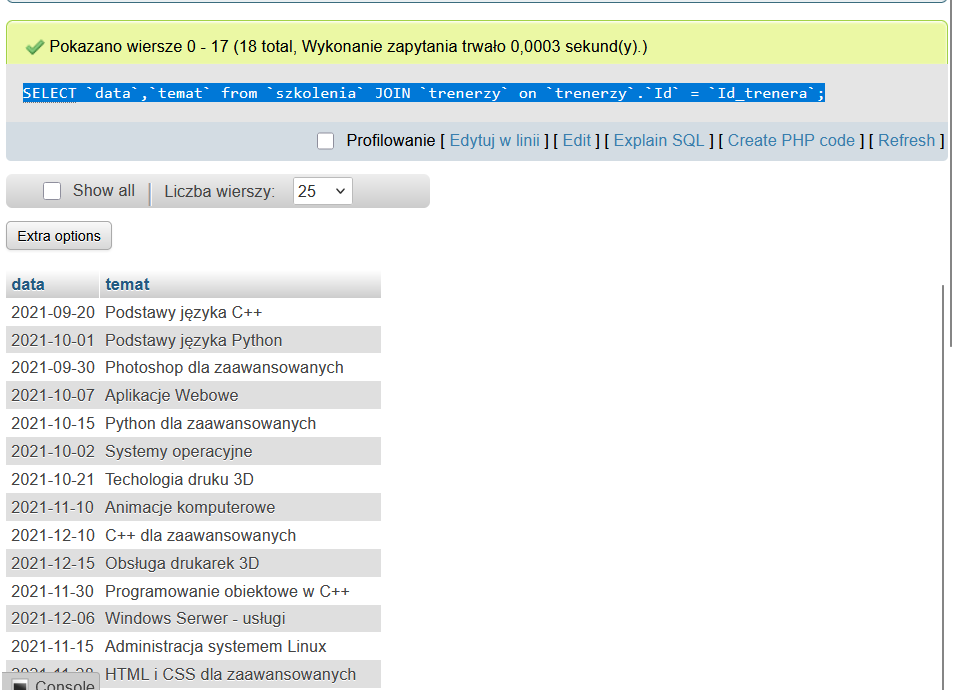 Pokazano wiersze 0 - 17 (18 total, Wykonanie zapytania trwało 0,0003 sekund(y).)
SELECT `data`,`temat` from `szkolenia` JOIN `trenerzy` on `trenerzy`.`Id` = `Id_trenera`;
Profilowanie [ Edytuj w linii ] [ Edit ] [ Explain SQL ] [ Create PHP code ] [ Refresh ]
Show all | Liczba wierszy: 25
Extra options
data temat
2021-09-20 Podstawy języka C++
2021-10-01 Podstawy języka Python
2021-09-30 Photoshop dla zaawansowanych
2021-10-07 Aplikacje Webowe
2021-10-15 Python dla zaawansowanych
2021-10-02 Systemy operacyjne
2021-10-21 Techologia druku 3D
2021-11-10 Animacje komputerowe
2021-12-10 C++ dla zaawansowanych
2021-12-15 Obsługa drukarek 3D
2021-11-30 Programowanie obiektowe w C++
2021-12-06 Windows Serwer - usługi
2021-11-15 Administracja systemem Linux
HTML i CSS dla zaawansowanych
Console